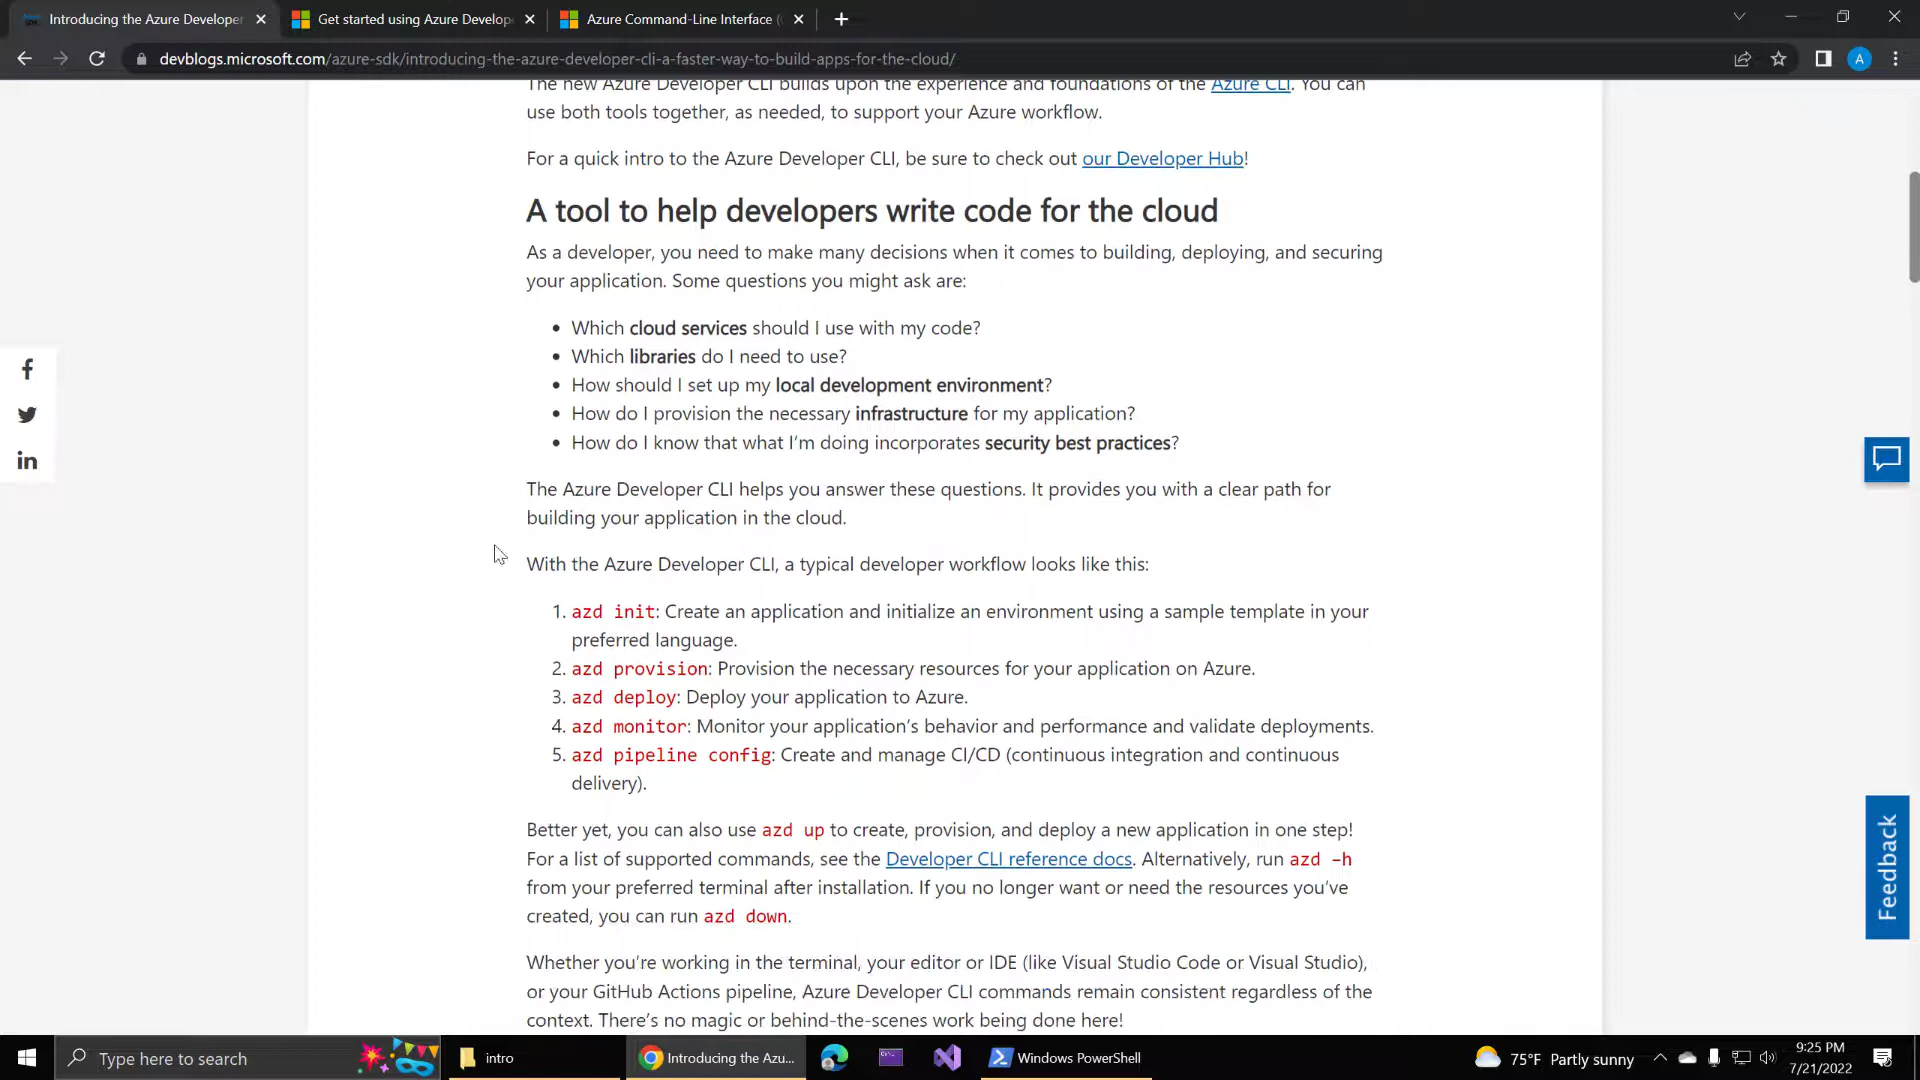 Introducing the Azure Developer
Get started using Azure Develop
Azure Command-Line Interface (
devblogs.microsoft.com/azure-sdk/introducing-the-azure-developer-cli-a-faster-way-to-build-apps-for-the-cloud/
A
The new Azure Developer CLI builds upon the experience and foundations of the Azure CLI. You can
use both tools together, as needed, to support your Azure workflow.
For a quick intro to the Azure Developer CLI, be sure to check out our Developer Hub!
A tool to help developers write code for the cloud
As a developer, you need to make many decisions when it comes to building, deploying, and securing
your application. Some questions you might ask are:
• Which cloud services should I use with my code?
• Which libraries do I need to use?
• How should I set up my local development environment?
• How do I provision the necessary infrastructure for my application?
• How do I know that what I'm doing incorporates security best practices?
The Azure Developer CLI helps you answer these questions. It provides you with a clear path for
building your application in the cloud.
With the Azure Developer CLI, a typical developer workflow looks like this:
1. azd init: Create an application and initialize an environment using a sample template in your
preferred language.
2. azd provision: Provision the necessary resources for your application on Azure.
3. azd deploy: Deploy your application to Azure.
4. azd monitor: Monitor your application's behavior and performance and validate deployments.
5. azd pipeline config: Create and manage CI/CD (continuous integration and continuous
delivery).
Better yet, you can also use azd up to create, provision, and deploy a new application in one step!
For a list of supported commands, see the Developer CLI reference docs. Alternatively, run azd –h
from your preferred terminal after installation. If you no longer want or need the resources you've
created, you can run azd down.
Whether you're working in the terminal, your editor or IDE (like Visual Studio Code or Visual Studio),
or your GitHub Actions pipeline, Azure Developer CLI commands remain consistent regardless of the
context. There's no magic or behind-the-scenes work being done here!
Feedback
Type here to search
intro
Introducing the Azu...
Windows PowerShell
75°F Partly sunny
9:25 PM
7/21/2022